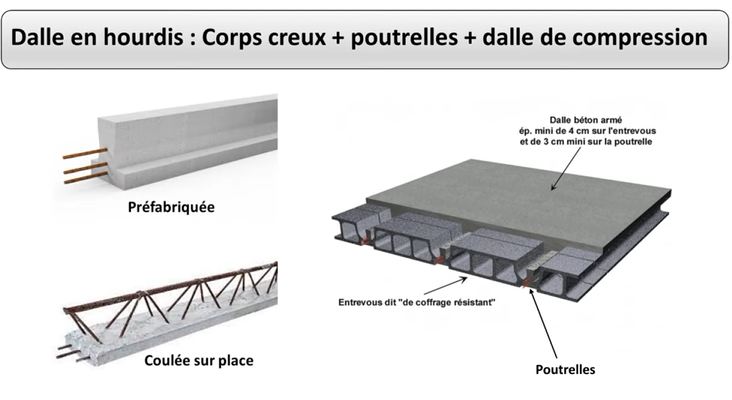 Dalle en hourdis : Corps creux + poutrelles + dalle de compression
Préfabriquée
Coulée sur place
Dalle béton armé
ép. mini de 4 cm sur l'entrevous
et de 3 cm mini sur la poutrelle
Entrevous dit "de coffrage résistant"
Poutrelles